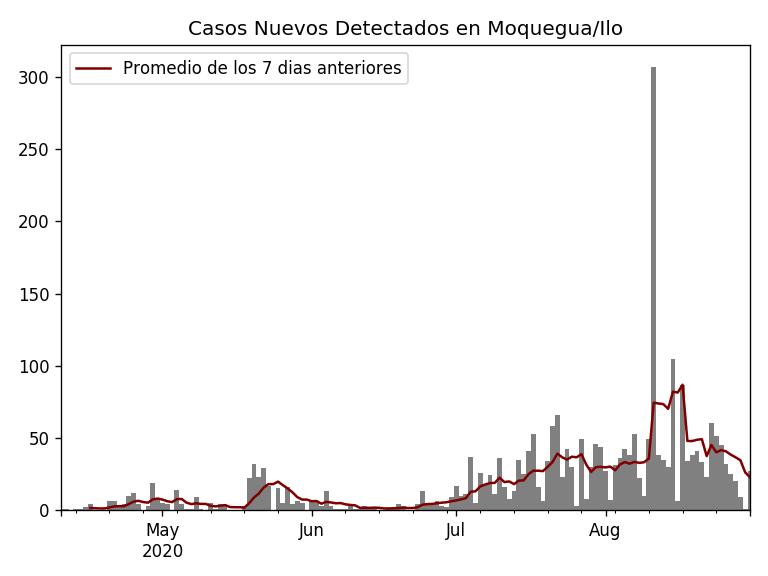 Casos Nuevos Detectados en Moquegua/Ilo
Promedio de los 7 dias anteriores
300
250
200
150
100
50
0
May
2020
Jun
Jul
Aug